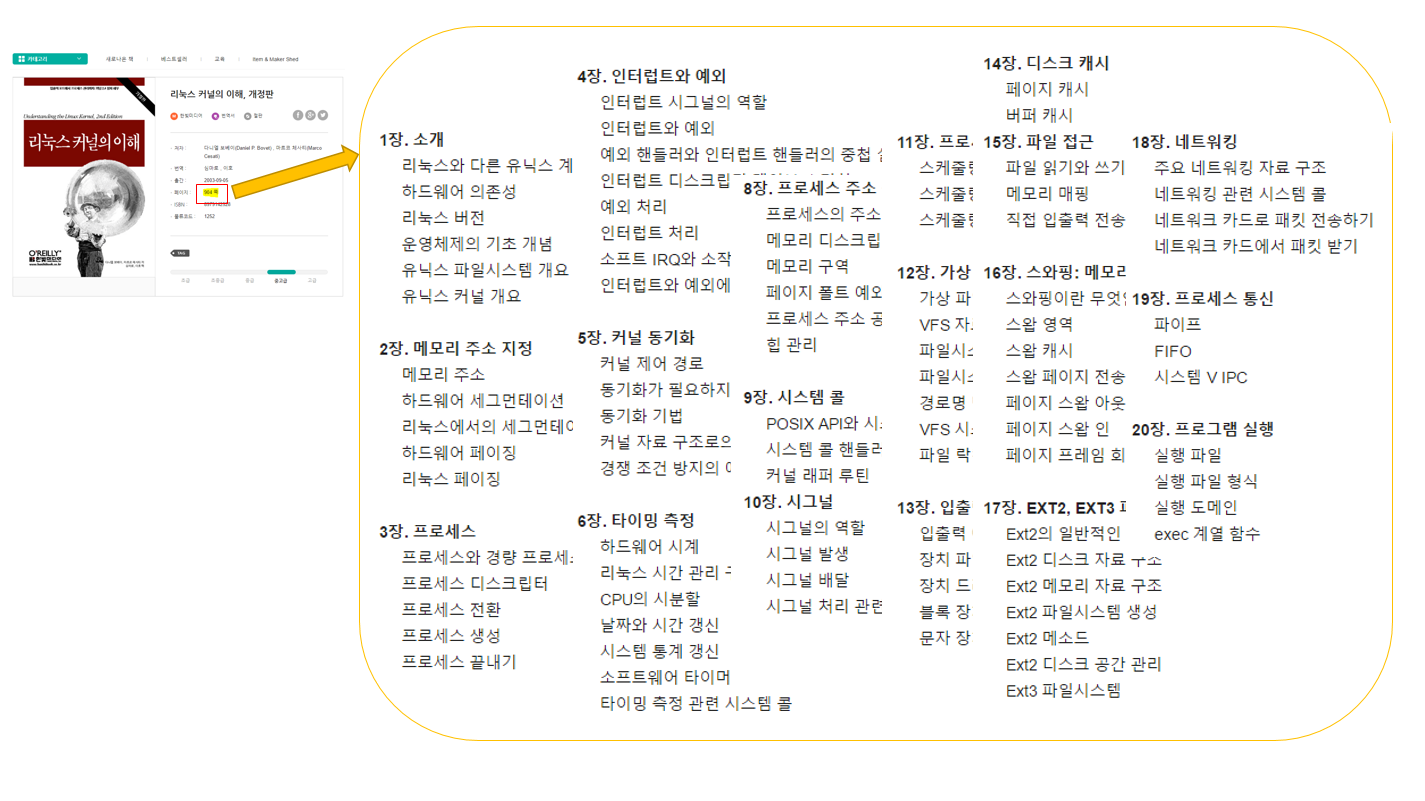 카테고리
새로나온 책
베스트셀러
교육
Item & Maker Shed
Understanding the Linux Kernel, 2nd Edition
리눅스 커널의 이해
O'REILLY
한빛미디어
리눅스 커널의 이해, 개정판
한빛미디어
번역서
절판
저자 : 다니엘 보베이(Daniel P. Bovet) , 마르코 체사티(Marco
Cesati)
번역 : 심마로 , 이호
출간 : 2003-09-05
페이지 : 984 쪽
ISBN :
물류코드 : 1252
TAG
초급
초중급
중급
중고급
고급
1장. 소개
리눅스와 다른 유닉스 계
하드웨어 의존성
리눅스 버전
운영체제의 기초 개념
유닉스 파일시스템 개요
유닉스 커널 개요
2장. 메모리 주소 지정
메모리 주소
하드웨어 세그먼테이션
리눅스에서의 세그먼테이
하드웨어 페이징
리눅스 페이징
3장. 프로세스
프로세스와 경량 프로세스
프로세스 디스크립터
프로세스 전환
프로세스 생성
프로세스 끝내기
4장. 인터럽트와 예외
인터럽트 시그널의 역할
인터럽트와 예외
예외 핸들러와 인터럽트 핸들러의 중첩
인터럽트 디스크립
예외 처리
인터럽트 처리
소프트 IRQ와 소작
인터럽트와 예외에
5장. 커널 동기화
커널 제어 경로
동기화가 필요하지
동기화 기법
커널 자료 구조로의
경쟁 조건 방지의
6장. 타이밍 측정
하드웨어 시계
리눅스 시간 관리
CPU의 시분할
날짜와 시간 갱신
시스템 통계 갱신
소프트웨어 타이머
타이밍 측정 관련 시스템 콜
8장. 프로세스 주소
프로세스의 주소
메모리 디스크립
메모리 구역
페이지 폴트 예외
프로세스 주소 공
힙 관리
9장. 시스템 콜
POSIX API와 시
시스템 콜 핸들러
커널 래퍼 루틴
10장. 시그널
시그널의 역할
시그널 발생
시그널 배달
시그널 처리 관련
11장. 프로
스케줄링
스케줄링
스케줄링
12장. 가상
가상 파
VFS 자
파일시스
파일시스
경로명
VFS 시
파일 락
13장. 입출
입출력
장치 파
장치 드
블록 장
문자 장
14장. 디스크 캐시
페이지 캐시
버퍼 캐시
15장. 파일 접근
파일 읽기와 쓰기
메모리 매핑
직접 입출력 전송
16장. 스와핑: 메모리
스와핑이란 무엇인
스왑 영역
스왑 캐시
스왑 페이지 전송
페이지 스왑 아웃
페이지 스왑 인
페이지 프레임 회
17장. EXT2, EXT3
Ext2의 일반적인
Ext2 디스크 자료 구조
Ext2 메모리 자료 구조
Ext2 파일시스템 생성
Ext2 메소드
Ext2 디스크 공간 관리
Ext3 파일시스템
18장. 네트워킹
주요 네트워킹 자료 구조
네트워킹 관련 시스템 콜
네트워크 카드로 패킷 전송하기
네트워크 카드에서 패킷 받기
19장. 프로세스 통신
파이프
FIFO
시스템 V IPC
20장. 프로그램 실행
실행 파일
실행 파일 형식
실행 도메인
exec 계열 함수